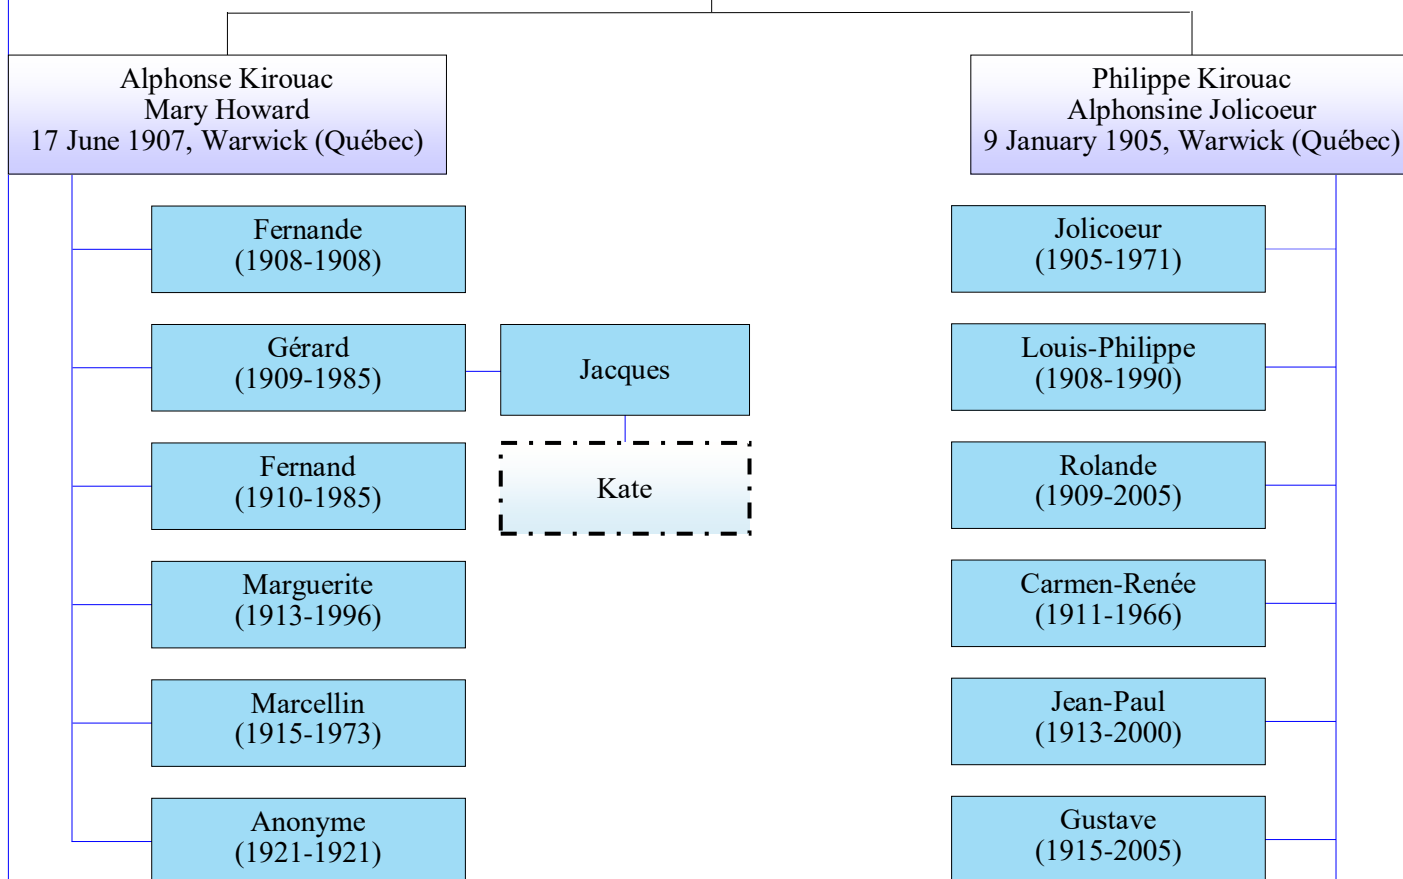 Alphonse Kirouac
Mary Howard
17 June 1907, Warwick (Québec)
Philippe Kirouac
Alphonsine Jolicoeur
9 January 1905, Warwick (Québec)
Fernande
(1908-1908)
Gérard
(1909-1985)
Jacques
Kate
Fernand
(1910-1985)
Marguerite
(1913-1996)
Marcellin
(1915-1973)
Anonyme
(1921-1921)
Jolicoeur
(1905-1971)
Louis-Philippe
(1908-1990)
Rolande
(1909-2005)
Carmen-Renée
(1911-1966)
Jean-Paul
(1913-2000)
Gustave
(1915-2005)